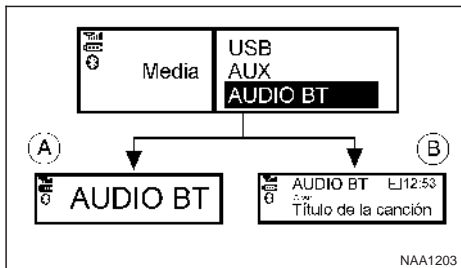 Media
USB
AUX
AUDIO BT
A
B
AUDIO BT
AUDIO BT 12:53
Título de la canción
NAA1203